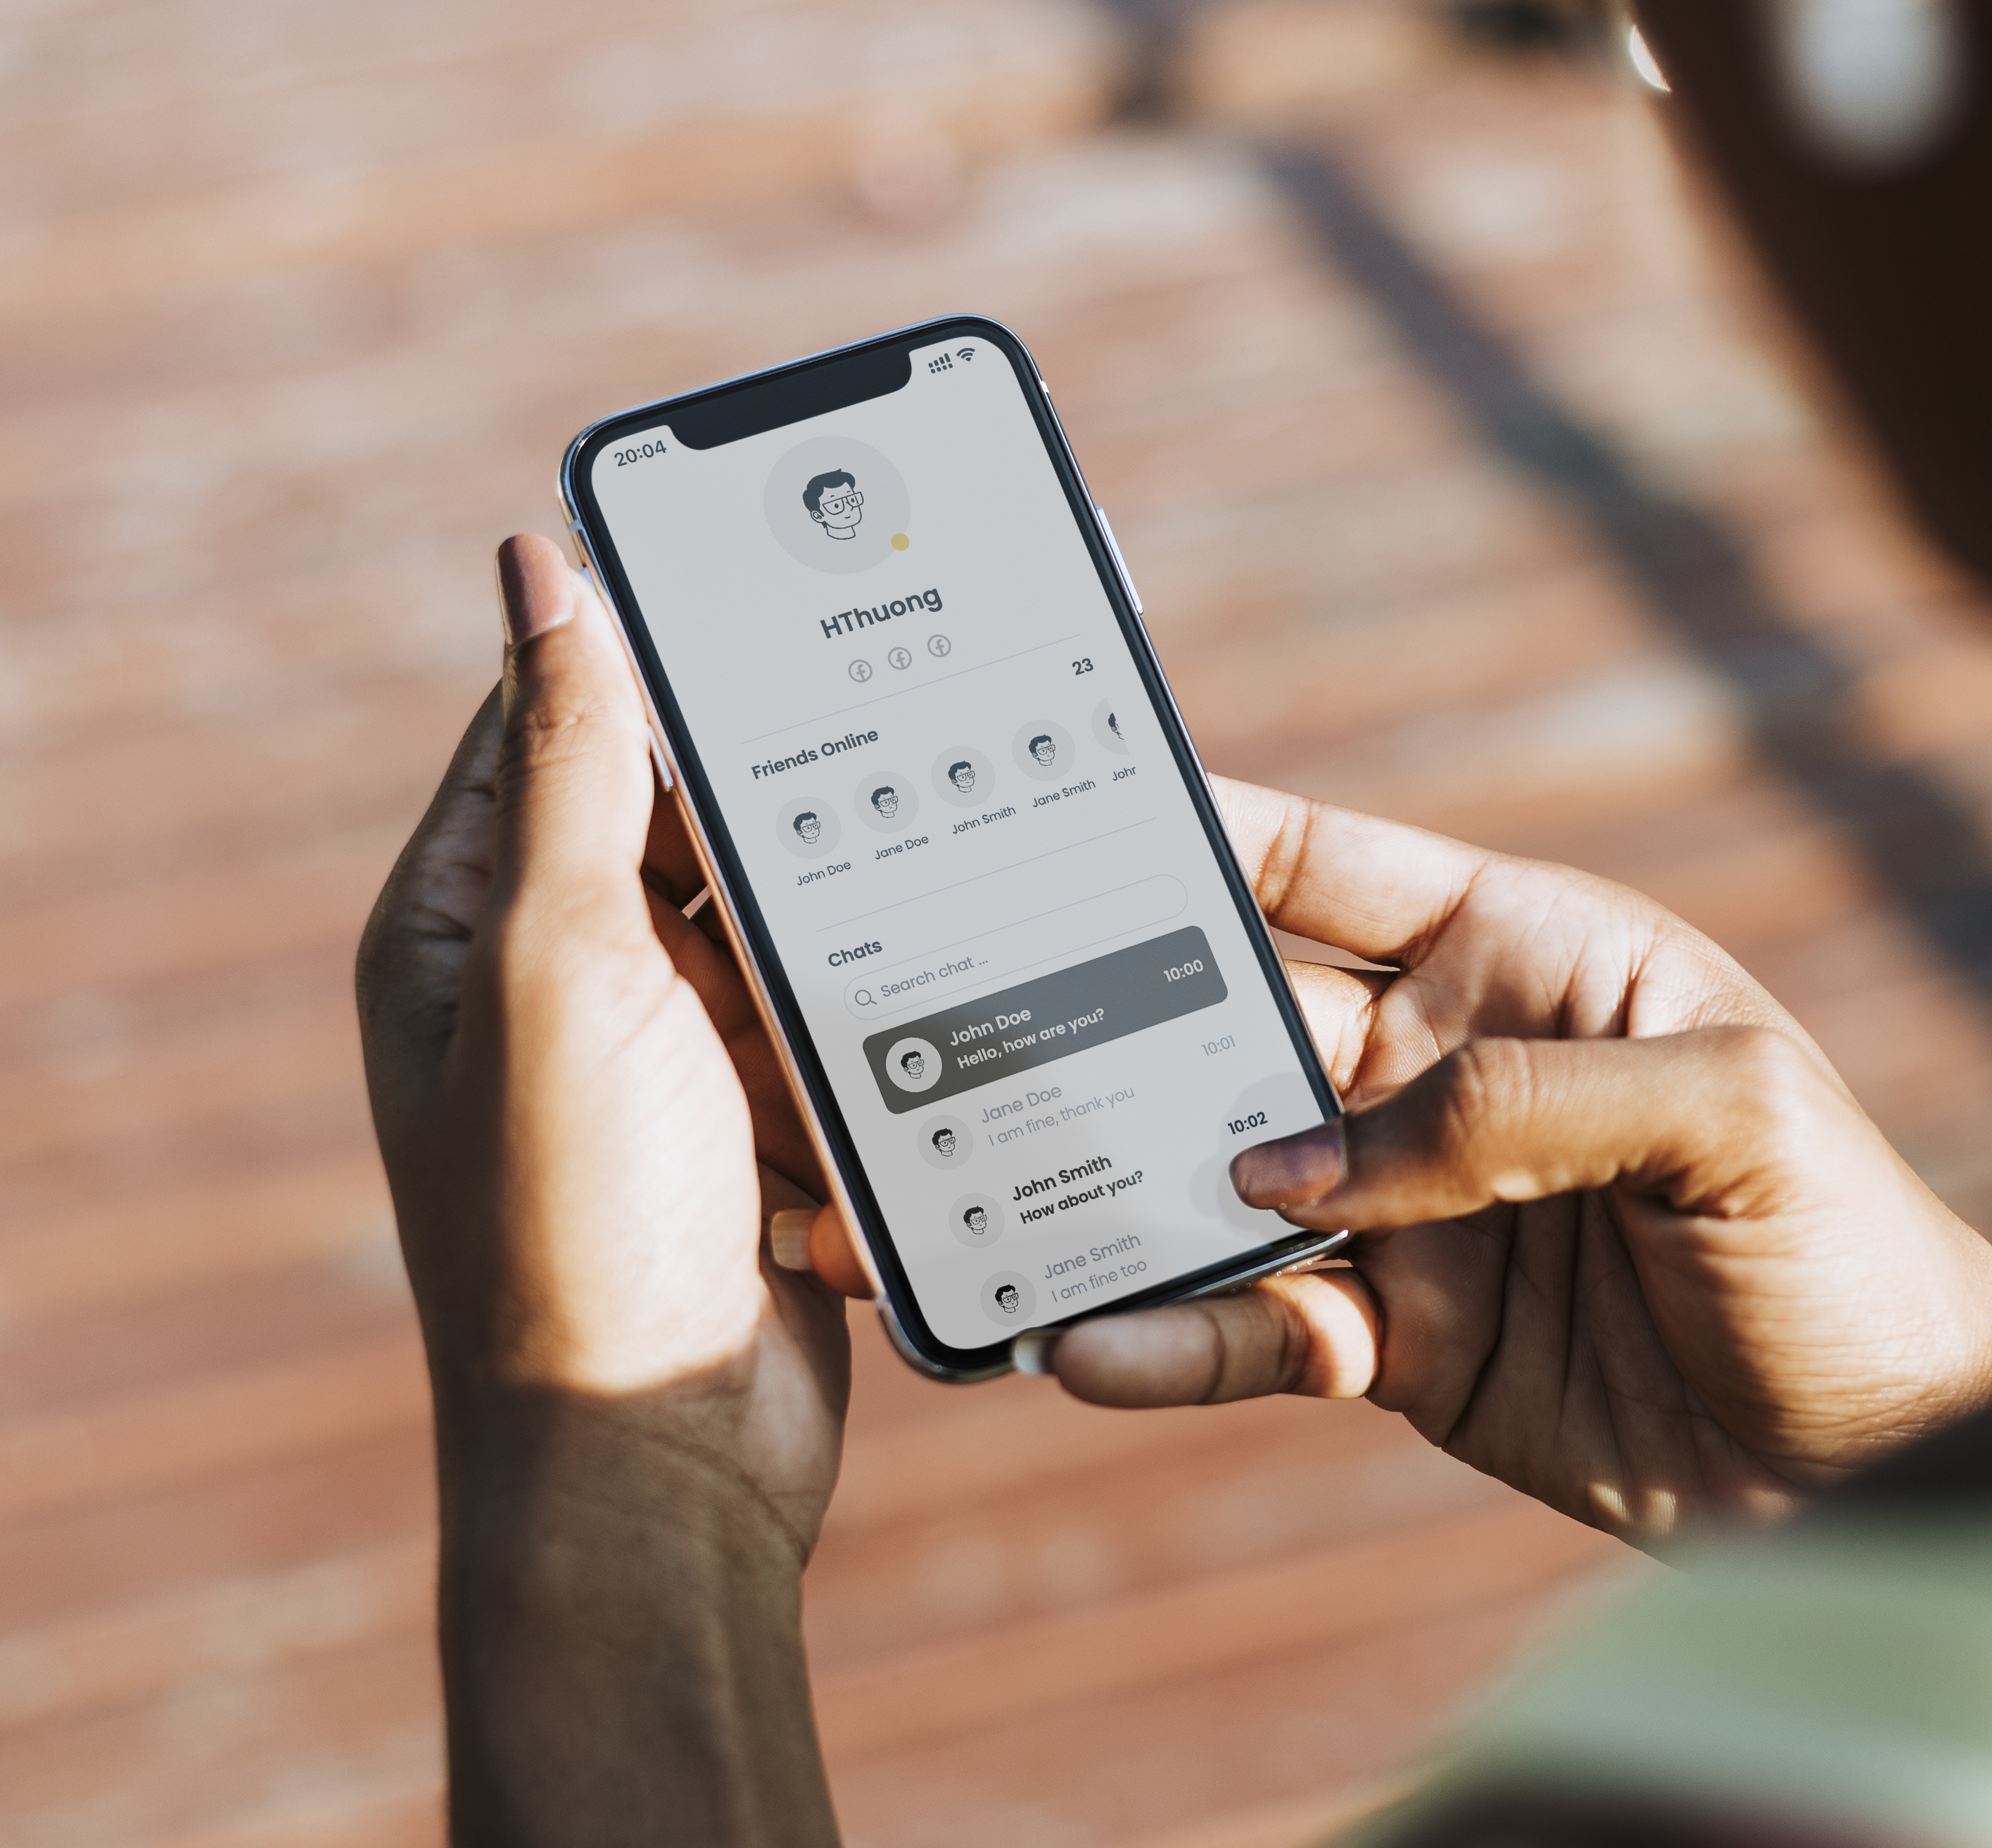 20:04
HThuong
Friends Online 23
John Doe Jane Doe John Smith Jane Smith Johr
Chats
Search chat ...
John Doe 10:00
Hello, how are you?
Jane Doe 10:01
I am fine, thank you
John Smith 10:02
How about you?
Jane Smith
I am fine too